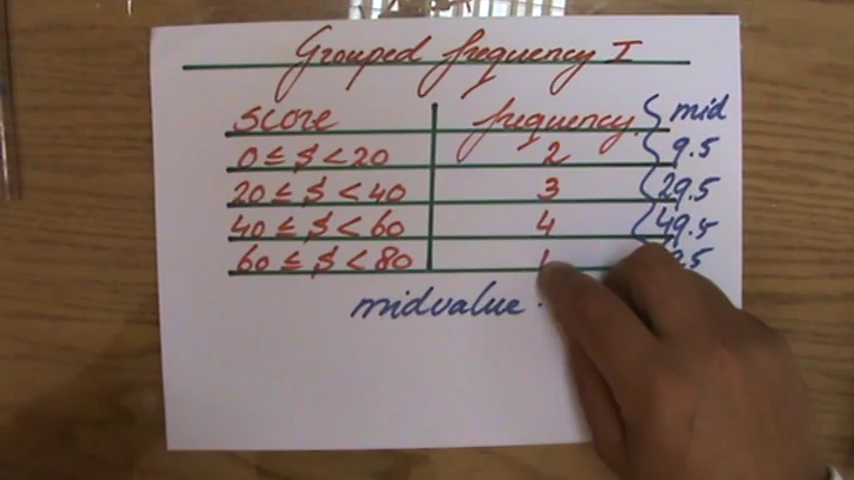 Grouped frequency I
score frequency mid
0 ≤ $ < 20 2 9.5
20 ≤ $ < 40 3 29.5
40 ≤ $ < 60 4 49.5
60 ≤ $ < 80
midvalue